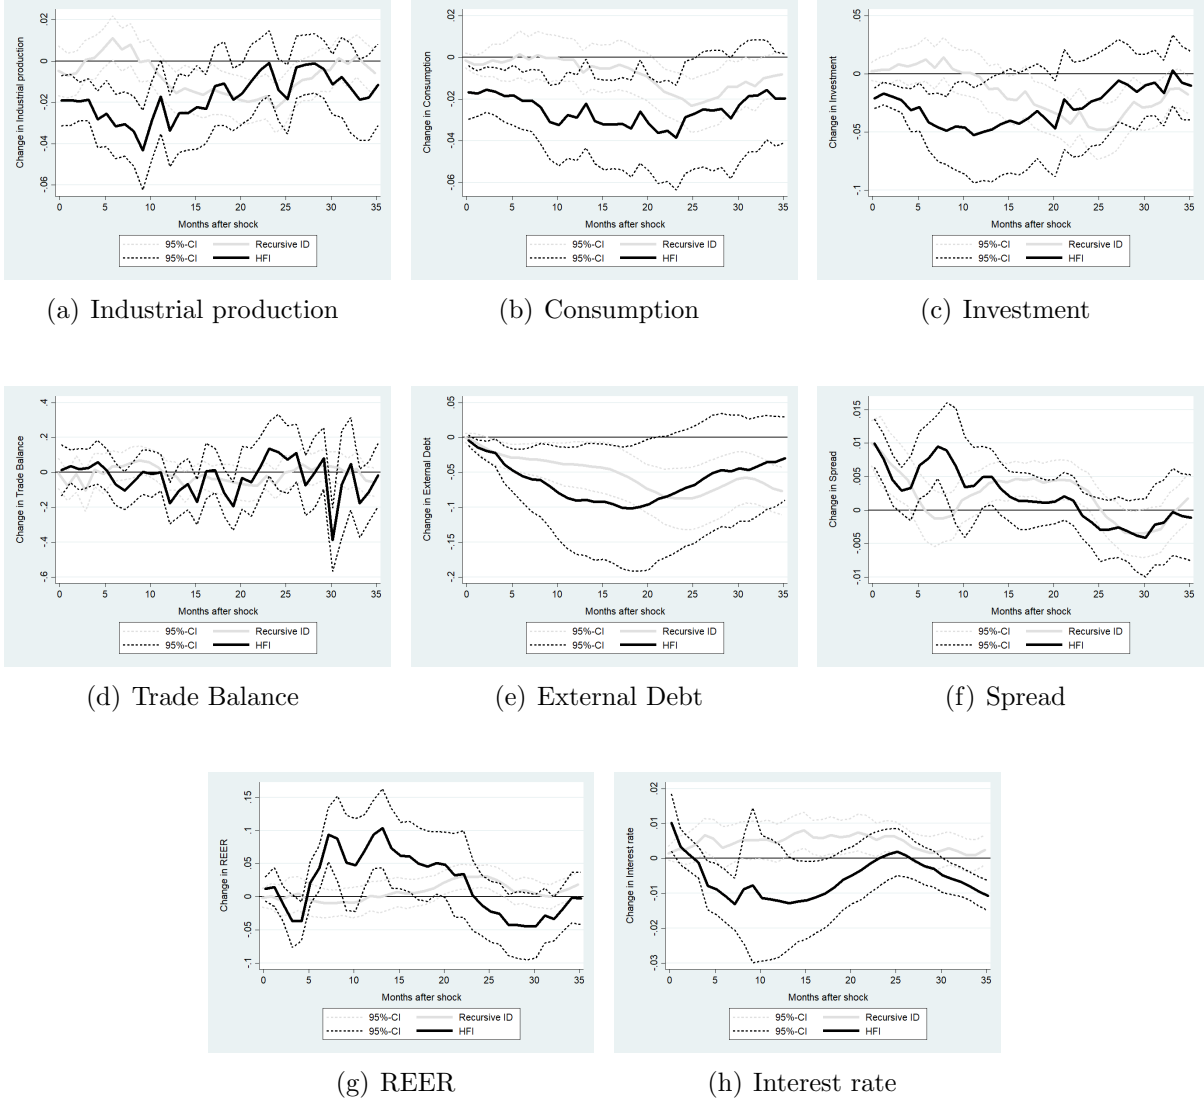 Change in Industrial production
.02
0
-.02
-.04
-.06
0 5 10 15 20 25 30 35
Months after shock
95%-CI Recursive ID
95%-CI HFI
(a) Industrial production
Change in Consumption
.02
0
-.02
-.04
-.06
0 5 10 15 20 25 30 35
Months after shock
95%-CI Recursive ID
95%-CI HFI
(b) Consumption
Change in Investment
.05
0
-.05
-.1
0 5 10 15 20 25 30 35
Months after shock
95%-CI Recursive ID
95%-CI HFI
(c) Investment
Change in Trade Balance
.4
.2
0
-.2
-.4
-.6
0 5 10 15 20 25 30 35
Months after shock
95%-CI Recursive ID
95%-CI HFI
(d) Trade Balance
Change in External Debt
.05
0
-.05
-.1
-.15
-.2
0 5 10 15 20 25 30 35
Months after shock
95%-CI Recursive ID
95%-CI HFI
(e) External Debt
Change in Spread
.015
.01
.005
0
-.005
-.01
0 5 10 15 20 25 30 35
Months after shock
95%-CI Recursive ID
95%-CI HFI
(f) Spread
Change in REER
.15
.1
.05
0
-.05
-.1
0 5 10 15 20 25 30 35
Months after shock
95%-CI Recursive ID
95%-CI HFI
(g) REER
Change in Interest rate
.02
.01
0
-.01
-.02
-.03
0 5 10 15 20 25 30 35
Months after shock
95%-CI Recursive ID
95%-CI HFI
(h) Interest rate